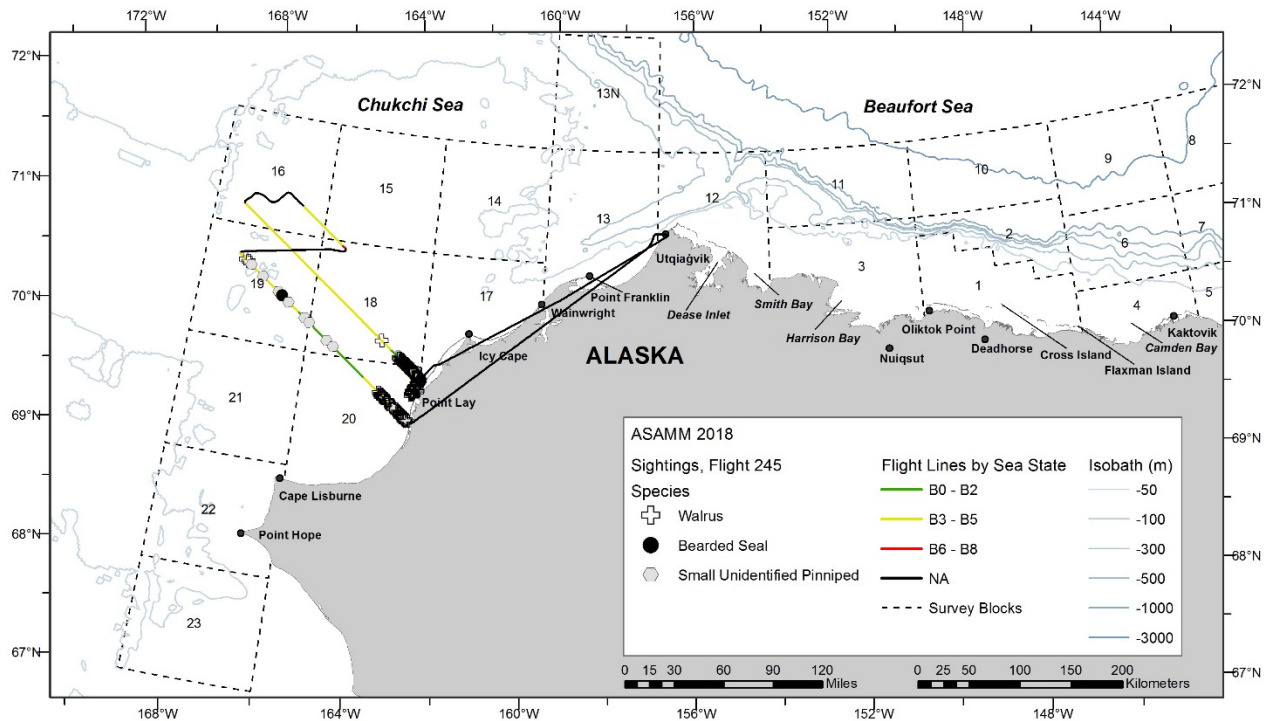 172°W 168°W 164°W 160°W 156°W 152°W 148°W 144°W
72°N
72°N
Chukchi Sea
Beaufort Sea
13N
8
9
10
16
15
11
71°N
71°N
14
12
13
7
2
6
Utqiaġvik
3
19
18
17
Point Franklin
1
5
70°N
70°N
Wainwright
Dease Inlet
Smith Bay
4
Harrison Bay
Oliktok Point
Kaktovik
Icy Cape
ALASKA
Nuiqsut
Deadhorse
Cross Island
Camden Bay
Flaxman Island
21
Point Lay
69°N
69°N
20
Cape Lisburne
22
68°N
68°N
Point Hope
23
67°N
67°N
ASAMM 2018
Sightings, Flight 245
Species
Walrus
Bearded Seal
Small Unidentified Pinniped
Flight Lines by Sea State
B0 - B2
B3 - B5
B6 - B8
NA
Survey Blocks
Isobath (m)
-50
-100
-300
-500
-1000
-3000
0 15 30 60 90 120
Miles
0 25 50 100 150 200
Kilometers
168°W 164°W 160°W 156°W 152°W 148°W